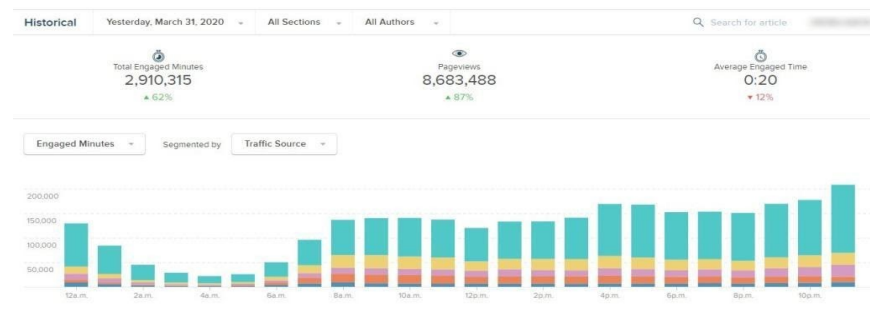 Historical Yesterday, March 31, 2020 All Sections All Authors Search for article
Total Engaged Minutes Pageviews Average Engaged Time
2,910,315 8,683,488 0:20
▲ 62% ▲ 87% ▼ 12%
Engaged Minutes Segmented by Traffic Source
200,000
150,000
100,000
50,000
12a.m. 2a.m. 4a.m. 6a.m. 8a.m. 10a.m. 12p.m. 2p.m. 4p.m. 6p.m. 8p.m. 10p.m.